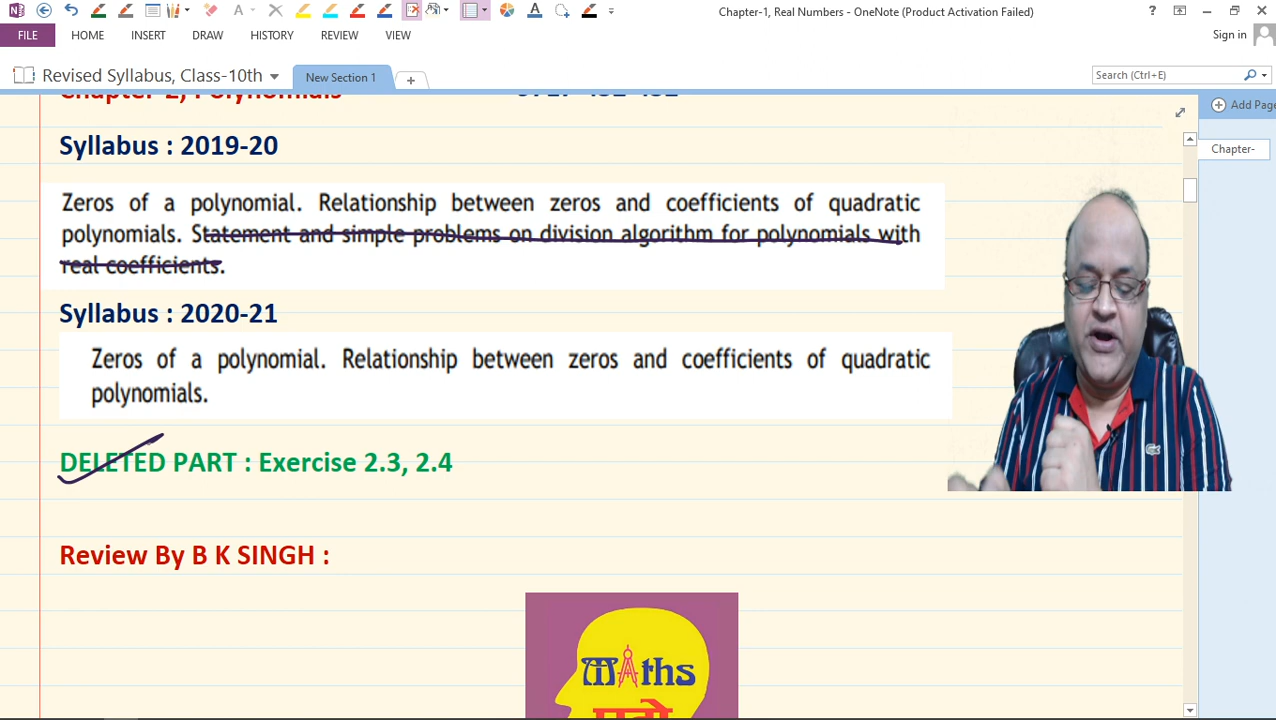 Chapter-1, Real Numbers - OneNote (Product Activation Failed)
FILE HOME INSERT DRAW HISTORY REVIEW VIEW
Sign in
Revised Syllabus, Class-10th New Section 1
Search (Ctrl+E)
Add Page
Chapter-
Chapter-2, Polynomials
Syllabus : 2019-20
Zeros of a polynomial. Relationship between zeros and coefficients of quadratic
polynomials. Statement and simple problems on division algorithm for polynomials with
real coefficients.
Syllabus : 2020-21
Zeros of a polynomial. Relationship between zeros and coefficients of quadratic
polynomials.
DELETED PART : Exercise 2.3, 2.4
Review By B K SINGH :
Maths